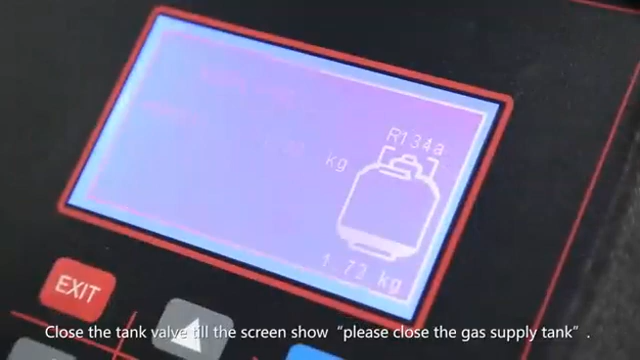 R134a
kg
1.72 kg
EXIT
Close the tank valve till the screen show “please close the gas supply tank” .